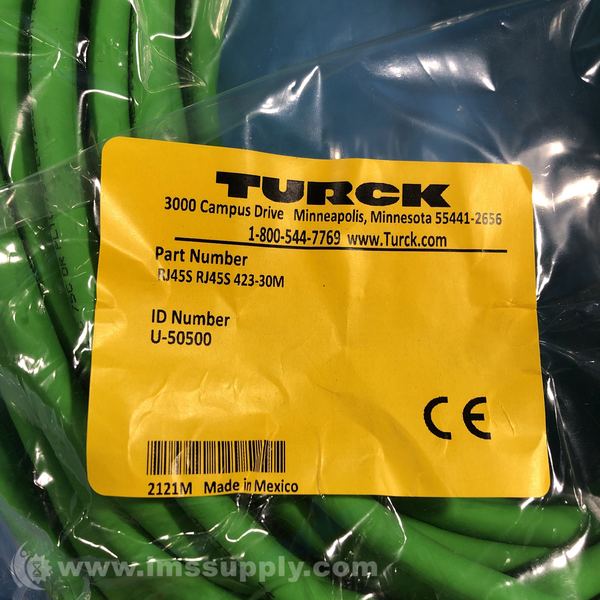 TURCK
3000 Campus Drive Minneapolis, Minnesota 55441-2656
1-800-544-7769 www.Turck.com
Part Number
RJ45S RJ45S 423-30M
ID Number
U-50500
CE
2121M Made in Mexico
www.imssupply.com